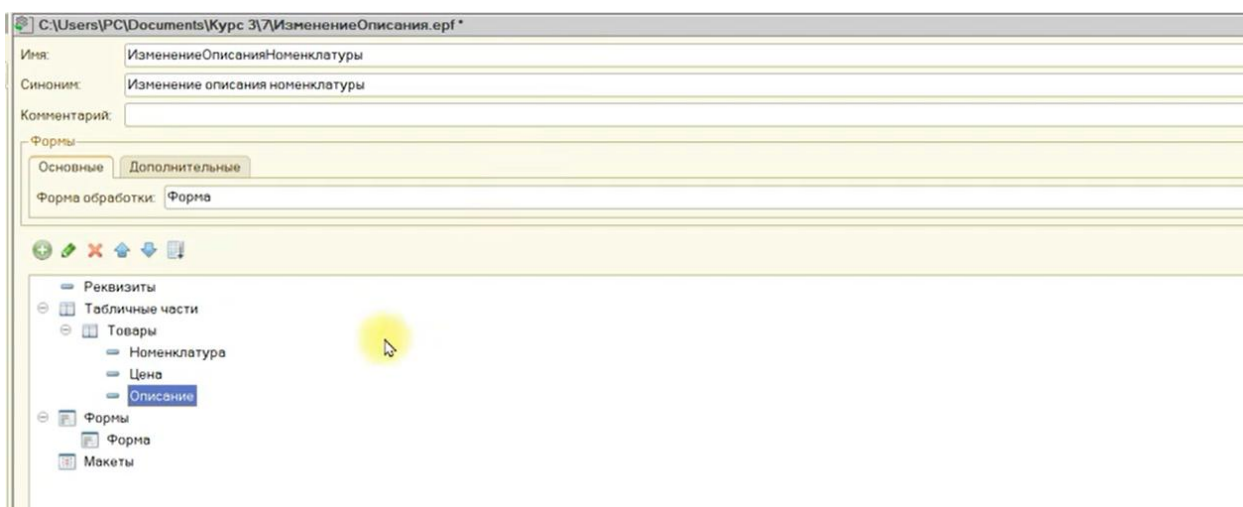 C:\Users\PC\Documents\Курс 3\7\ИзменениеОписания.epf *
Имя: ИзменениеОписанияНоменклатуры
Синоним: Изменение описания номенклатуры
Комментарий:
Формы
Основные Дополнительные
Форма обработки: Форма
Реквизиты
Табличные части
Товары
Номенклатура
Цена
Описание
Формы
Форма
Макеты